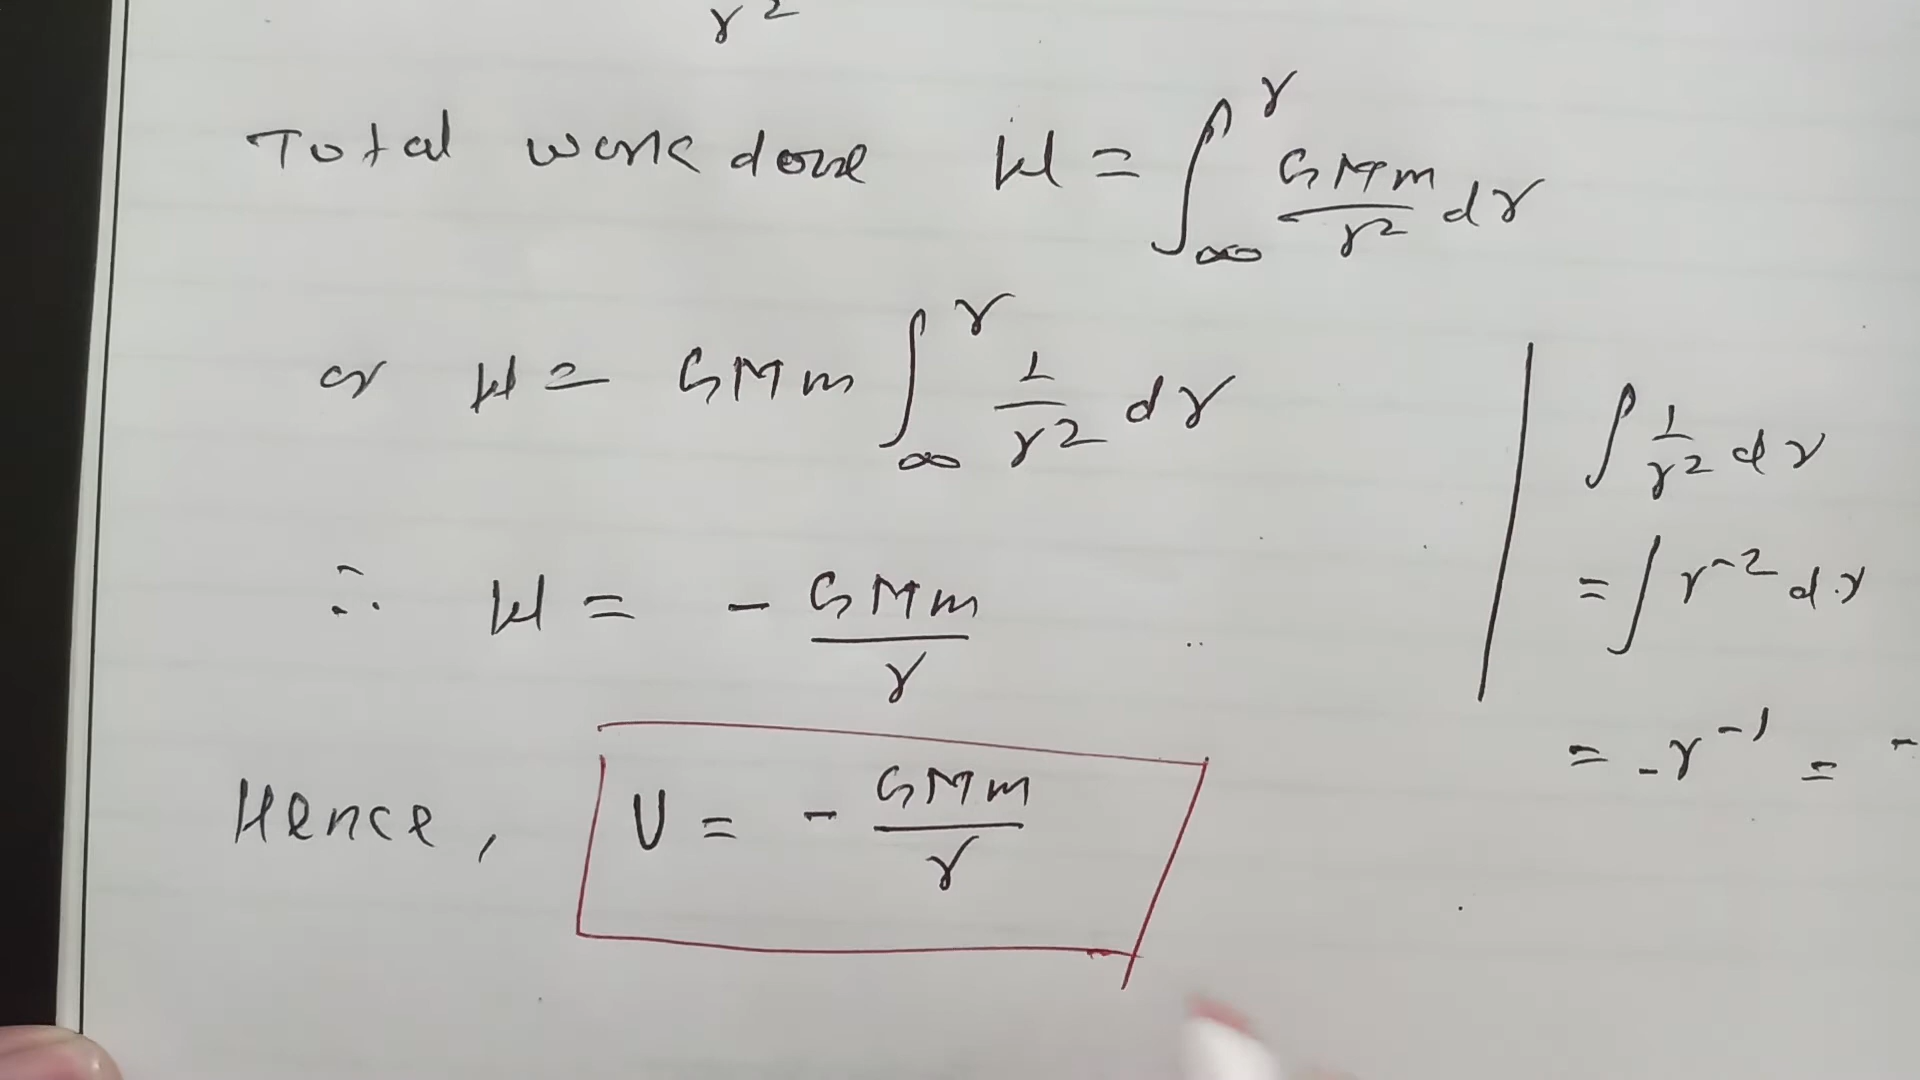 r²
Total work done W = ∫_∞^r GMm/r² dr
or W = GMm ∫_∞^r 1/r² dr
∴ W = - GMm/r
Hence, U = - GMm/r
∫ 1/r² dr
= ∫ r⁻² dr
= -r⁻¹ = -